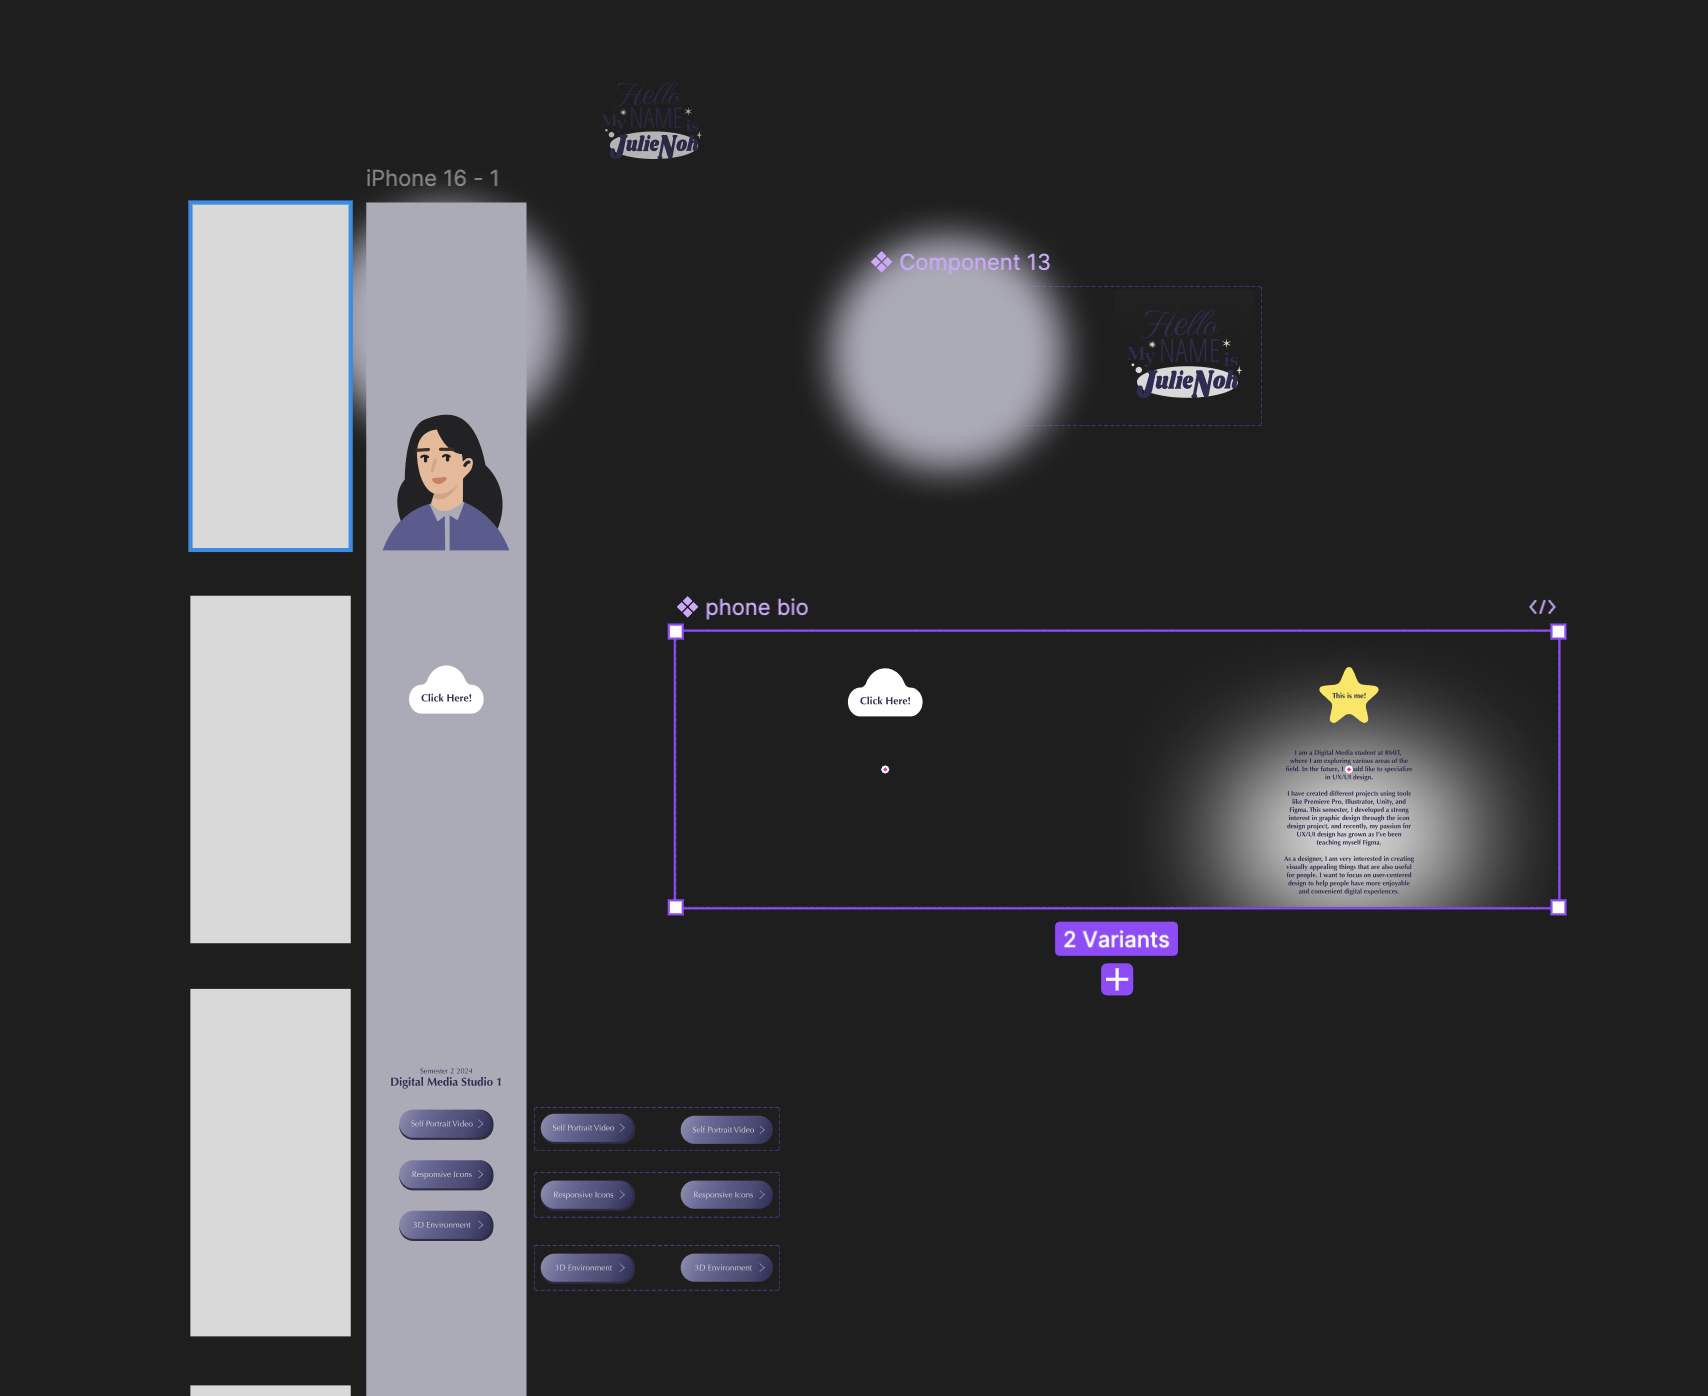 Hello
My NAME is
Julie Noh
iPhone 16 - 1
Component 13
Hello
My NAME is
Julie Noh
phone bio
</>
Click Here!
Click Here!
This is me!
I am a Digital Media student at RMIT,
where I am exploring various areas of the
field. In the future, I would like to specialize
in UX/UI design.
I have created different projects using tools
like Premiere Pro, Illustrator, Unity, and
Figma. This semester, I developed a strong
interest in graphic design through the icon
design project, and recently, my passion for
UX/UI design has grown as I've been
teaching myself Figma.
As a designer, I am very interested in creating
visually appealing things that are also useful
for people. I want to focus on user-centered
design to help people have more enjoyable
and convenient digital experiences.
2 Variants
Semester 2 2024
Digital Media Studio 1
Self Portrait Video
Responsive Icons
3D Environment
Self Portrait Video
Self Portrait Video
Responsive Icons
Responsive Icons
3D Environment
3D Environment